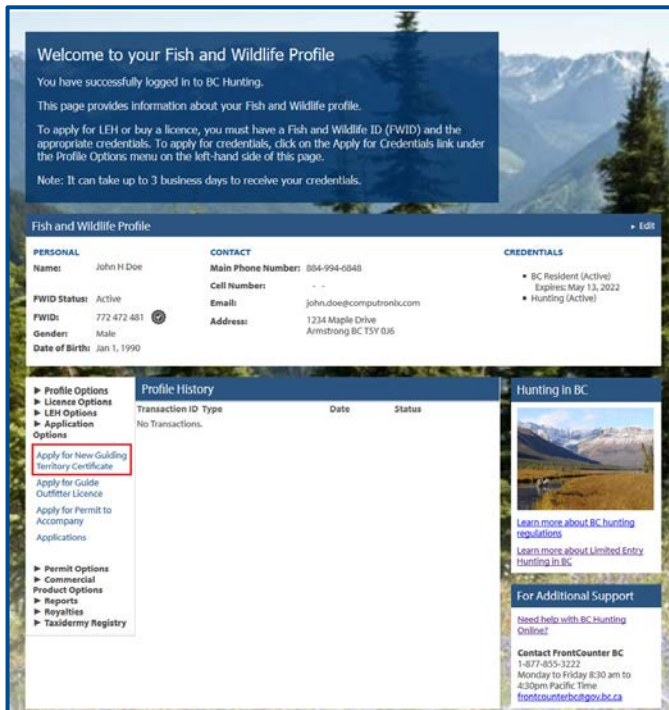 Welcome to your Fish and Wildlife Profile
You have successfully logged in to BC Hunting.
This page provides information about your Fish and Wildlife profile.
To apply for LEH or buy a licence, you must have a Fish and Wildlife ID (FWID) and the
appropriate credentials. To apply for credentials, click on the Apply for Credentials link under
the Profile Options menu on the left-hand side of this page.
Note: It can take up to 3 business days to receive your credentials.
Fish and Wildlife Profile
▸ Edit
PERSONAL
Name: John H Doe
FWID Status: Active
FWID: 772 472 481
Gender: Male
Date of Birth: Jan 1, 1990
CONTACT
Main Phone Number: 884-994-6848
Cell Number: - -
Email: john.doe@computronix.com
Address: 1234 Maple Drive
Armstrong BC T5Y 0J6
CREDENTIALS
▪ BC Resident (Active)
Expires: May 13, 2022
▪ Hunting (Active)
► Profile Options
► Licence Options
► LEH Options
► Application
Options
Apply for New Guiding
Territory Certificate
Apply for Guide
Outfitter Licence
Apply for Permit to
Accompany
Applications
► Permit Options
► Commercial
Product Options
► Reports
► Royalties
► Taxidermy Registry
Profile History
Transaction ID Type Date Status
No Transactions.
Hunting in BC
Learn more about BC hunting
regulations
Learn more about Limited Entry
Hunting in BC
For Additional Support
Need help with BC Hunting
Online?
Contact FrontCounter BC
1-877-855-3222
Monday to Friday 8:30 am to
4:30pm Pacific Time
frontcounterbc@gov.bc.ca